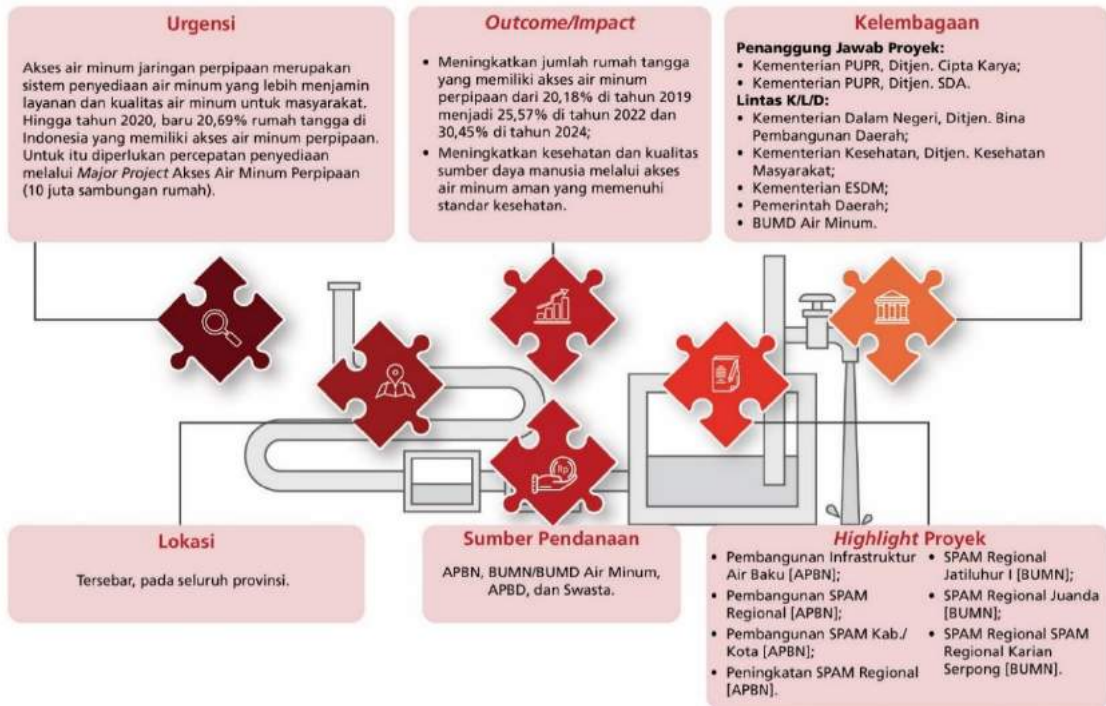 Urgensi
Akses air minum jaringan perpipaan merupakan
sistem penyediaan air minum yang lebih menjamin
layanan dan kualitas air minum untuk masyarakat.
Hingga tahun 2020, baru 20,69% rumah tangga di
Indonesia yang memiliki akses air minum perpipaan.
Untuk itu diperlukan percepatan penyediaan
melalui Major Project Akses Air Minum Perpipaan
(10 juta sambungan rumah).
Outcome/Impact
• Meningkatkan jumlah rumah tangga
yang memiliki akses air minum
perpipaan dari 20,18% di tahun 2019
menjadi 25,57% di tahun 2022 dan
30,45% di tahun 2024;
• Meningkatkan kesehatan dan kualitas
sumber daya manusia melalui akses
air minum aman yang memenuhi
standar kesehatan.
Kelembagaan
Penanggung Jawab Proyek:
• Kementerian PUPR, Ditjen. Cipta Karya;
• Kementerian PUPR, Ditjen. SDA.
Lintas K/L/D:
• Kementerian Dalam Negeri, Ditjen. Bina
Pembangunan Daerah;
• Kementerian Kesehatan, Ditjen. Kesehatan
Masyarakat;
• Kementerian ESDM;
• Pemerintah Daerah;
• BUMD Air Minum.
Rp
Lokasi
Tersebar, pada seluruh provinsi.
Sumber Pendanaan
APBN, BUMN/BUMD Air Minum,
APBD, dan Swasta.
Highlight Proyek
• Pembangunan Infrastruktur
Air Baku [APBN];
• Pembangunan SPAM
Regional [APBN];
• Pembangunan SPAM Kab./
Kota [APBN];
• Peningkatan SPAM Regional
[APBN].
• SPAM Regional
Jatiluhur I [BUMN];
• SPAM Regional Juanda
[BUMN];
• SPAM Regional SPAM
Regional Karian
Serpong [BUMN].